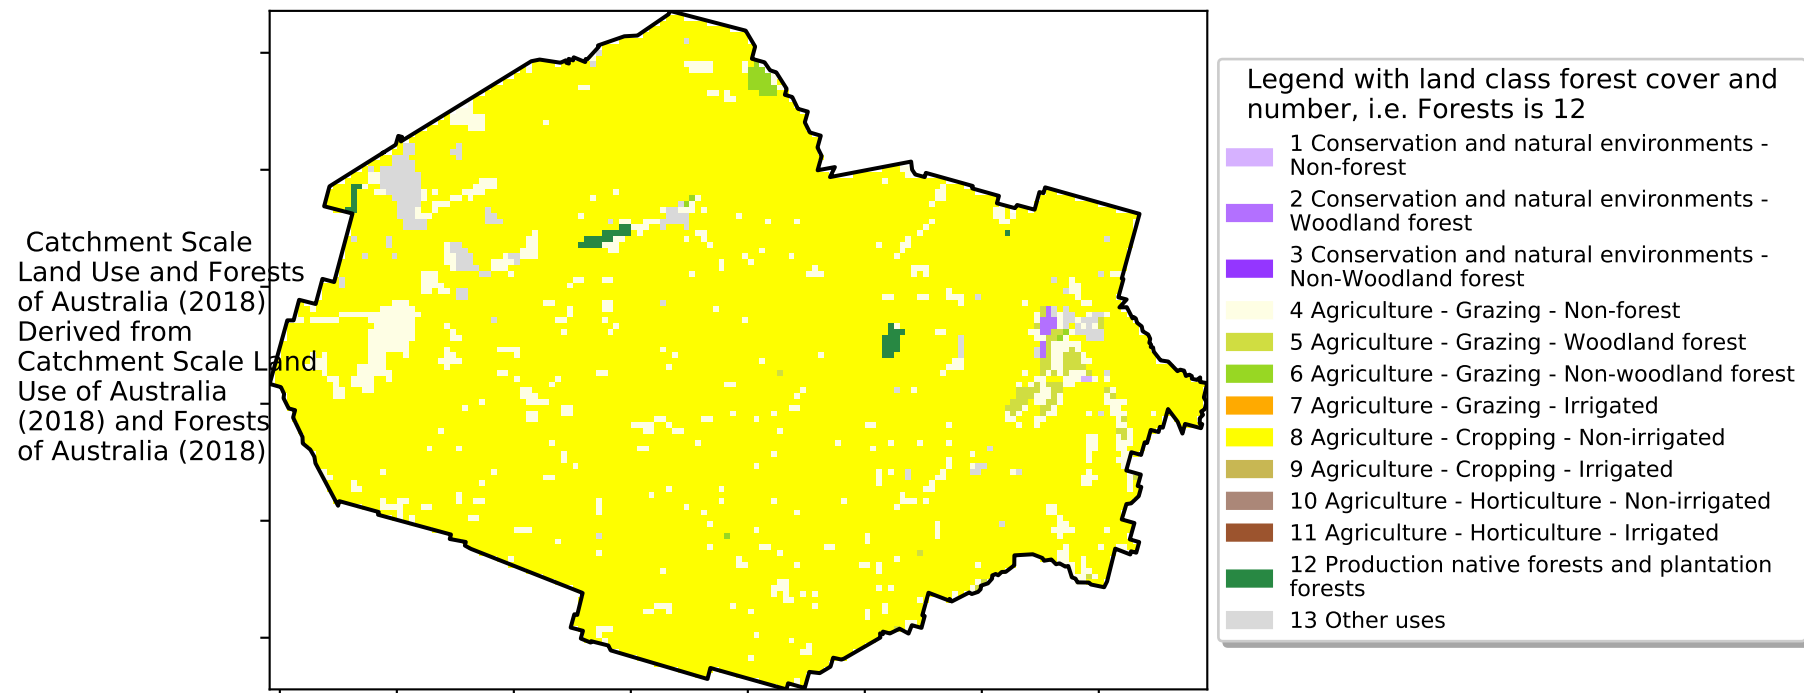 Catchment Scale
Land Use and Forests
of Australia (2018)
Derived from
Catchment Scale Land
Use of Australia
(2018) and Forests
of Australia (2018)
Legend with land class forest cover and
number, i.e. Forests is 12
1 Conservation and natural environments -
Non-forest
2 Conservation and natural environments -
Woodland forest
3 Conservation and natural environments -
Non-Woodland forest
4 Agriculture - Grazing - Non-forest
5 Agriculture - Grazing - Woodland forest
6 Agriculture - Grazing - Non-woodland forest
7 Agriculture - Grazing - Irrigated
8 Agriculture - Cropping - Non-irrigated
9 Agriculture - Cropping - Irrigated
10 Agriculture - Horticulture - Non-irrigated
11 Agriculture - Horticulture - Irrigated
12 Production native forests and plantation
forests
13 Other uses